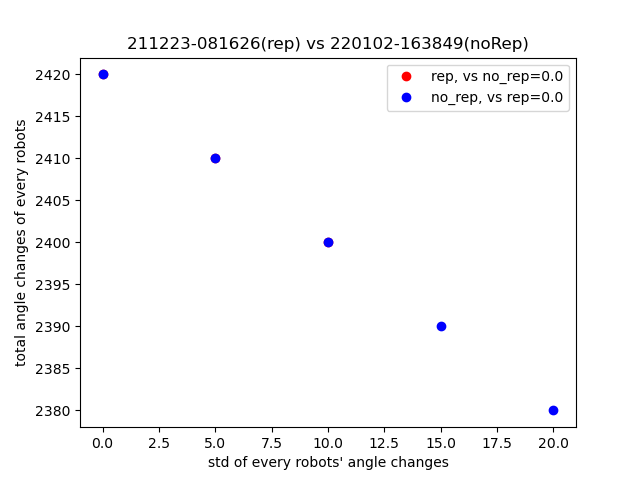 211223-081626(rep) vs 220102-163849(noRep)
rep, vs no_rep=0.0
no_rep, vs rep=0.0
total angle changes of every robots
2420
2415
2410
2405
2400
2395
2390
2385
2380
0.0 2.5 5.0 7.5 10.0 12.5 15.0 17.5 20.0
std of every robots' angle changes